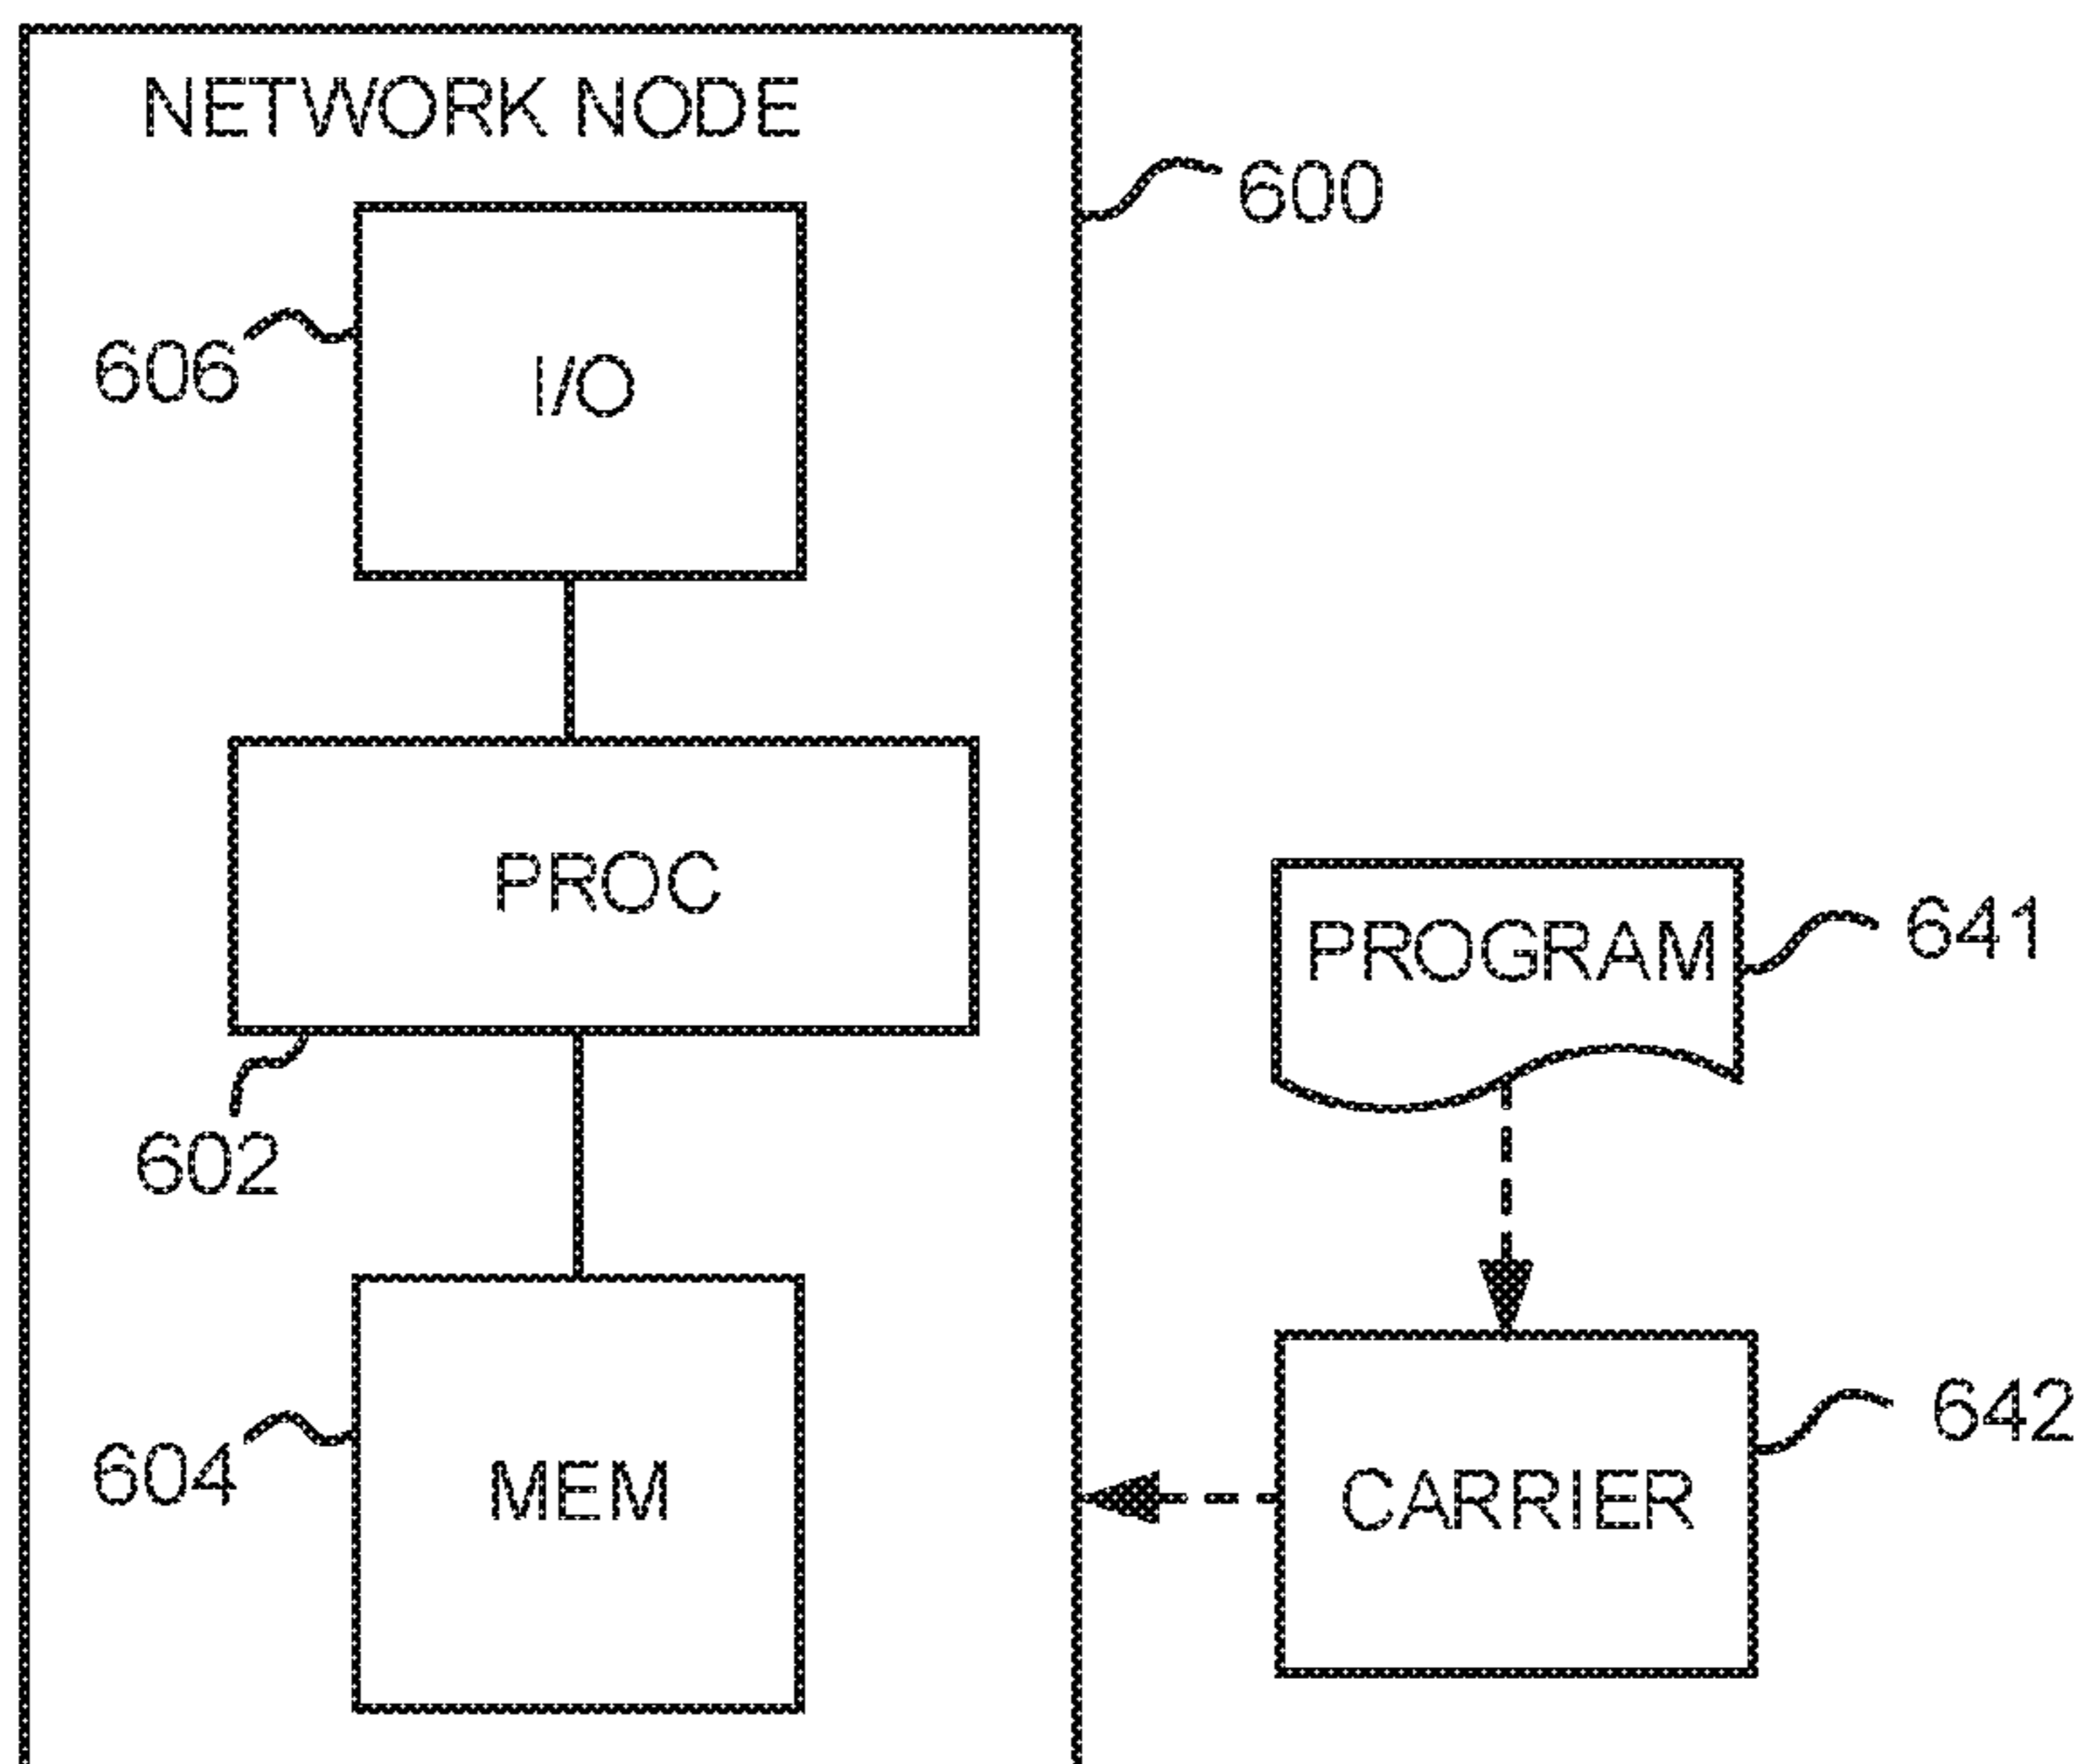 NETWORK NODE
600
606
I/O
PROC
PROGRAM
641
602
642
604
MEM
CARRIER